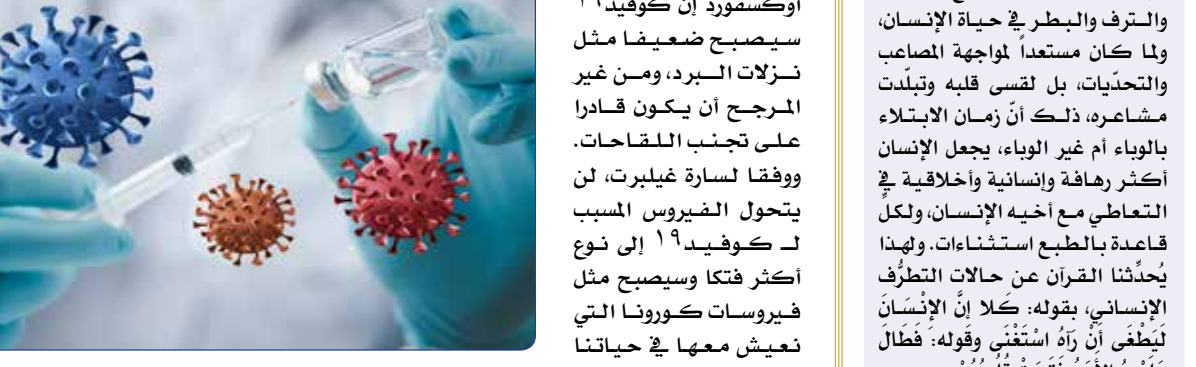 والترف والبطر في حياة الإنسان،
ولما كان مستعداً لمواجهة المصاعب
والتحدّيات، بل لقسى قلبه وتبلّدت
مشاعره، ذلك أنّ زمان الابتلاء
بالوباء أم غير الوباء، يجعل الإنسان
أكثر رهافة وإنسانية وأخلاقية في
التعاطي مع أخيه الإنسان، ولكلِّ
قاعدة بالطبع استثناءات. ولهذا
يُحدِّثنا القرآن عن حالات التطرُّف
الإنساني، بقوله: كَلا إنَّ الإنْسَانَ
لَيَطْغَى أَنْ رَآهُ اسْتَغْنَى وقَوله: فَطَالَ
أوكسفورد إن كوفيد١٩
سيصبح ضعيفا مثل
نزلات البرد، ومن غير
المرجح أن يكون قادرا
على تجنب اللقاحات.
ووفقا لسارة غيلبرت، لن
يتحول الفيروس المسبب
لـ كوفيد١٩ إلى نوع
أكثر فتكا وسيصبح مثل
فيروسات كورونا التي
نعيش معها في حياتنا